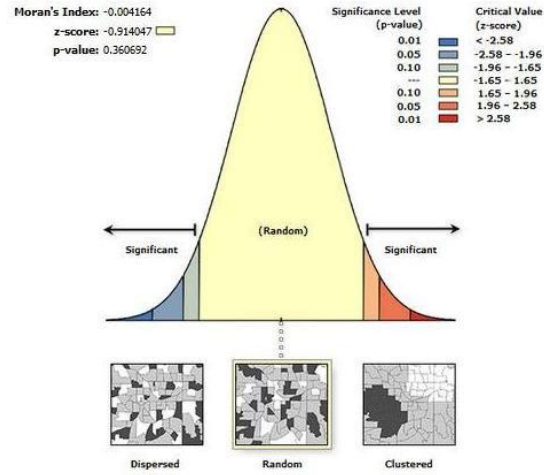 Moran's Index: -0.004164
z-score: -0.914047
p-value: 0.360692
Significance Level
(p-value)
Critical Value
(z-score)
0.01 < -2.58
0.05 -2.58 – -1.96
0.10 -1.96 – -1.65
--- -1.65 – 1.65
0.10 1.65 – 1.96
0.05 1.96 – 2.58
0.01 > 2.58
Significant
(Random)
Significant
Dispersed
Random
Clustered